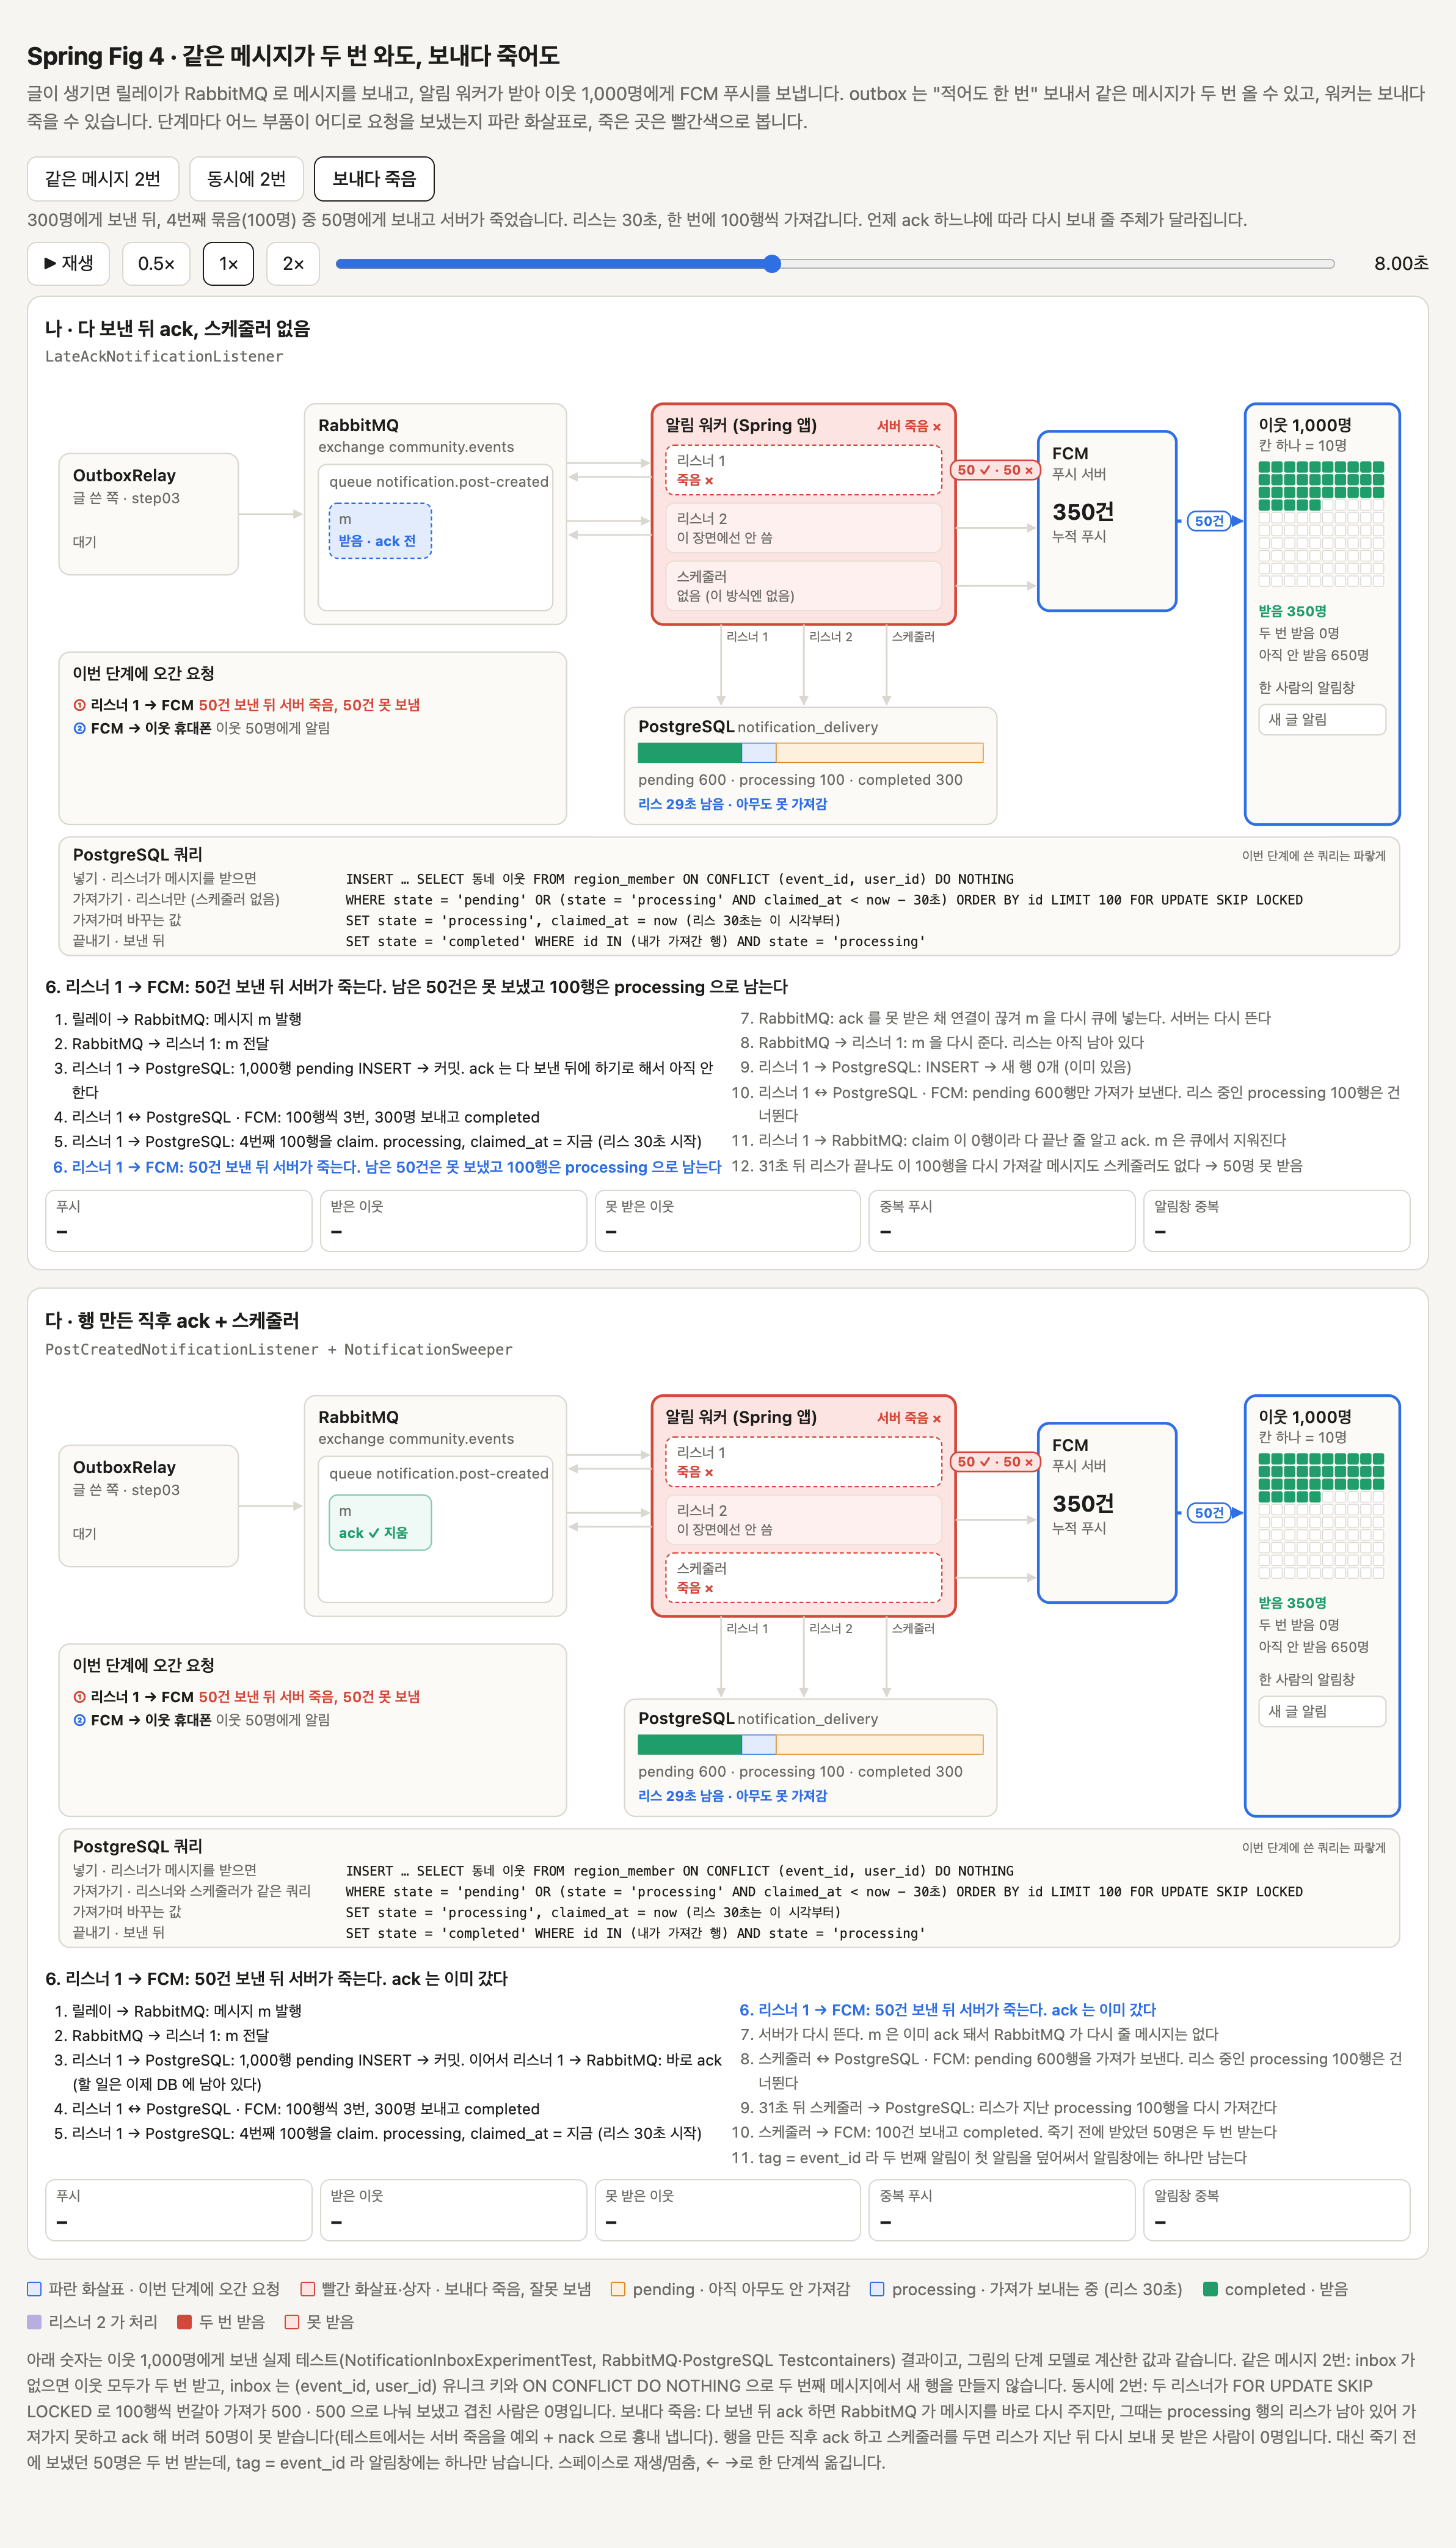 Spring Fig 4 · 같은 메시지가 두 번 와도, 보내다 죽어도
글이 생기면 릴레이가 RabbitMQ 로 메시지를 보내고, 알림 워커가 받아 이웃 1,000명에게 FCM 푸시를 보냅니다. outbox 는 "적어도 한 번" 보내서 같은 메시지가 두 번 올 수 있고, 워커는 보내다
죽을 수 있습니다. 단계마다 어느 부품이 어디로 요청을 보냈는지 파란 화살표로, 죽은 곳은 빨간색으로 봅니다.
같은 메시지 2번
동시에 2번
보내다 죽음
300명에게 보낸 뒤, 4번째 묶음(100명) 중 50명에게 보내고 서버가 죽었습니다. 리스는 30초, 한 번에 100행씩 가져갑니다. 언제 ack 하느냐에 따라 다시 보내 줄 주체가 달라집니다.
▶ 재생
0.5×
1×
2×
8.00초
나 · 다 보낸 뒤 ack, 스케줄러 없음
LateAckNotificationListener
OutboxRelay
글 쓴 쪽 · step03
대기
RabbitMQ
exchange community.events
queue notification.post-created
m
받음 · ack 전
알림 워커 (Spring 앱)
서버 죽음 ×
리스너 1
죽음 ×
리스너 2
이 장면에선 안 씀
스케줄러
없음 (이 방식엔 없음)
50 ✓ · 50 ×
FCM
푸시 서버
350건
누적 푸시
50건
이웃 1,000명
칸 하나 = 10명
받음 350명
두 번 받음 0명
아직 안 받음 650명
한 사람의 알림창
새 글 알림
리스너 1
리스너 2
스케줄러
이번 단계에 오간 요청
① 리스너 1 → FCM 50건 보낸 뒤 서버 죽음, 50건 못 보냄
② FCM → 이웃 휴대폰 이웃 50명에게 알림
PostgreSQL notification_delivery
pending 600 · processing 100 · completed 300
리스 29초 남음 · 아무도 못 가져감
PostgreSQL 쿼리
이번 단계에 쓴 쿼리는 파랗게
넣기 · 리스너가 메시지를 받으면 INSERT … SELECT 동네 이웃 FROM region_member ON CONFLICT (event_id, user_id) DO NOTHING
가져가기 · 리스너만 (스케줄러 없음) WHERE state = 'pending' OR (state = 'processing' AND claimed_at < now − 30초) ORDER BY id LIMIT 100 FOR UPDATE SKIP LOCKED
가져가며 바꾸는 값 SET state = 'processing', claimed_at = now (리스 30초는 이 시각부터)
끝내기 · 보낸 뒤 SET state = 'completed' WHERE id IN (내가 가져간 행) AND state = 'processing'
6. 리스너 1 → FCM: 50건 보낸 뒤 서버가 죽는다. 남은 50건은 못 보냈고 100행은 processing 으로 남는다
1. 릴레이 → RabbitMQ: 메시지 m 발행
2. RabbitMQ → 리스너 1: m 전달
3. 리스너 1 → PostgreSQL: 1,000행 pending INSERT → 커밋. ack 는 다 보낸 뒤에 하기로 해서 아직 안
한다
4. 리스너 1 ↔ PostgreSQL · FCM: 100행씩 3번, 300명 보내고 completed
5. 리스너 1 → PostgreSQL: 4번째 100행을 claim. processing, claimed_at = 지금 (리스 30초 시작)
6. 리스너 1 → FCM: 50건 보낸 뒤 서버가 죽는다. 남은 50건은 못 보냈고 100행은 processing 으로 남는다
7. RabbitMQ: ack 를 못 받은 채 연결이 끊겨 m 을 다시 큐에 넣는다. 서버는 다시 뜬다
8. RabbitMQ → 리스너 1: m 을 다시 준다. 리스는 아직 남아 있다
9. 리스너 1 → PostgreSQL: INSERT → 새 행 0개 (이미 있음)
10. 리스너 1 ↔ PostgreSQL · FCM: pending 600행만 가져가 보낸다. 리스 중인 processing 100행은 건
너뛴다
11. 리스너 1 → RabbitMQ: claim 이 0행이라 다 끝난 줄 알고 ack. m 은 큐에서 지워진다
12. 31초 뒤 리스가 끝나도 이 100행을 다시 가져갈 메시지도 스케줄러도 없다 → 50명 못 받음
푸시
–
받은 이웃
–
못 받은 이웃
–
중복 푸시
–
알림창 중복
–
다 · 행 만든 직후 ack + 스케줄러
PostCreatedNotificationListener + NotificationSweeper
OutboxRelay
글 쓴 쪽 · step03
대기
RabbitMQ
exchange community.events
queue notification.post-created
m
ack ✓ 지움
알림 워커 (Spring 앱)
서버 죽음 ×
리스너 1
죽음 ×
리스너 2
이 장면에선 안 씀
스케줄러
죽음 ×
50 ✓ · 50 ×
FCM
푸시 서버
350건
누적 푸시
50건
이웃 1,000명
칸 하나 = 10명
받음 350명
두 번 받음 0명
아직 안 받음 650명
한 사람의 알림창
새 글 알림
리스너 1
리스너 2
스케줄러
이번 단계에 오간 요청
① 리스너 1 → FCM 50건 보낸 뒤 서버 죽음, 50건 못 보냄
② FCM → 이웃 휴대폰 이웃 50명에게 알림
PostgreSQL notification_delivery
pending 600 · processing 100 · completed 300
리스 29초 남음 · 아무도 못 가져감
PostgreSQL 쿼리
이번 단계에 쓴 쿼리는 파랗게
넣기 · 리스너가 메시지를 받으면 INSERT … SELECT 동네 이웃 FROM region_member ON CONFLICT (event_id, user_id) DO NOTHING
가져가기 · 리스너와 스케줄러가 같은 쿼리 WHERE state = 'pending' OR (state = 'processing' AND claimed_at < now − 30초) ORDER BY id LIMIT 100 FOR UPDATE SKIP LOCKED
가져가며 바꾸는 값 SET state = 'processing', claimed_at = now (리스 30초는 이 시각부터)
끝내기 · 보낸 뒤 SET state = 'completed' WHERE id IN (내가 가져간 행) AND state = 'processing'
6. 리스너 1 → FCM: 50건 보낸 뒤 서버가 죽는다. ack 는 이미 갔다
1. 릴레이 → RabbitMQ: 메시지 m 발행
2. RabbitMQ → 리스너 1: m 전달
3. 리스너 1 → PostgreSQL: 1,000행 pending INSERT → 커밋. 이어서 리스너 1 → RabbitMQ: 바로 ack
(할 일은 이제 DB 에 남아 있다)
4. 리스너 1 ↔ PostgreSQL · FCM: 100행씩 3번, 300명 보내고 completed
5. 리스너 1 → PostgreSQL: 4번째 100행을 claim. processing, claimed_at = 지금 (리스 30초 시작)
6. 리스너 1 → FCM: 50건 보낸 뒤 서버가 죽는다. ack 는 이미 갔다
7. 서버가 다시 뜬다. m 은 이미 ack 돼서 RabbitMQ 가 다시 줄 메시지는 없다
8. 스케줄러 ↔ PostgreSQL · FCM: pending 600행을 가져가 보낸다. 리스 중인 processing 100행은 건
너뛴다
9. 31초 뒤 스케줄러 → PostgreSQL: 리스가 지난 processing 100행을 다시 가져간다
10. 스케줄러 → FCM: 100건 보내고 completed. 죽기 전에 받았던 50명은 두 번 받는다
11. tag = event_id 라 두 번째 알림이 첫 알림을 덮어써서 알림창에는 하나만 남는다
푸시
–
받은 이웃
–
못 받은 이웃
–
중복 푸시
–
알림창 중복
–
파란 화살표 · 이번 단계에 오간 요청
빨간 화살표·상자 · 보내다 죽음, 잘못 보냄
pending · 아직 아무도 안 가져감
processing · 가져가 보내는 중 (리스 30초)
completed · 받음
리스너 2 가 처리
두 번 받음
못 받음
아래 숫자는 이웃 1,000명에게 보낸 실제 테스트(NotificationInboxExperimentTest, RabbitMQ·PostgreSQL Testcontainers) 결과이고, 그림의 단계 모델로 계산한 값과 같습니다. 같은 메시지 2번: inbox 가
없으면 이웃 모두가 두 번 받고, inbox 는 (event_id, user_id) 유니크 키와 ON CONFLICT DO NOTHING 으로 두 번째 메시지에서 새 행을 만들지 않습니다. 동시에 2번: 두 리스너가 FOR UPDATE SKIP
LOCKED 로 100행씩 번갈아 가져가 500 · 500 으로 나눠 보냈고 겹친 사람은 0명입니다. 보내다 죽음: 다 보낸 뒤 ack 하면 RabbitMQ 가 메시지를 바로 다시 주지만, 그때는 processing 행의 리스가 남아 있어 가
져가지 못하고 ack 해 버려 50명이 못 받습니다(테스트에서는 서버 죽음을 예외 + nack 으로 흉내 냅니다). 행을 만든 직후 ack 하고 스케줄러를 두면 리스가 지난 뒤 다시 보내 못 받은 사람이 0명입니다. 대신 죽기 전
에 보냈던 50명은 두 번 받는데, tag = event_id 라 알림창에는 하나만 남습니다. 스페이스로 재생/멈춤, ← →로 한 단계씩 옮깁니다.